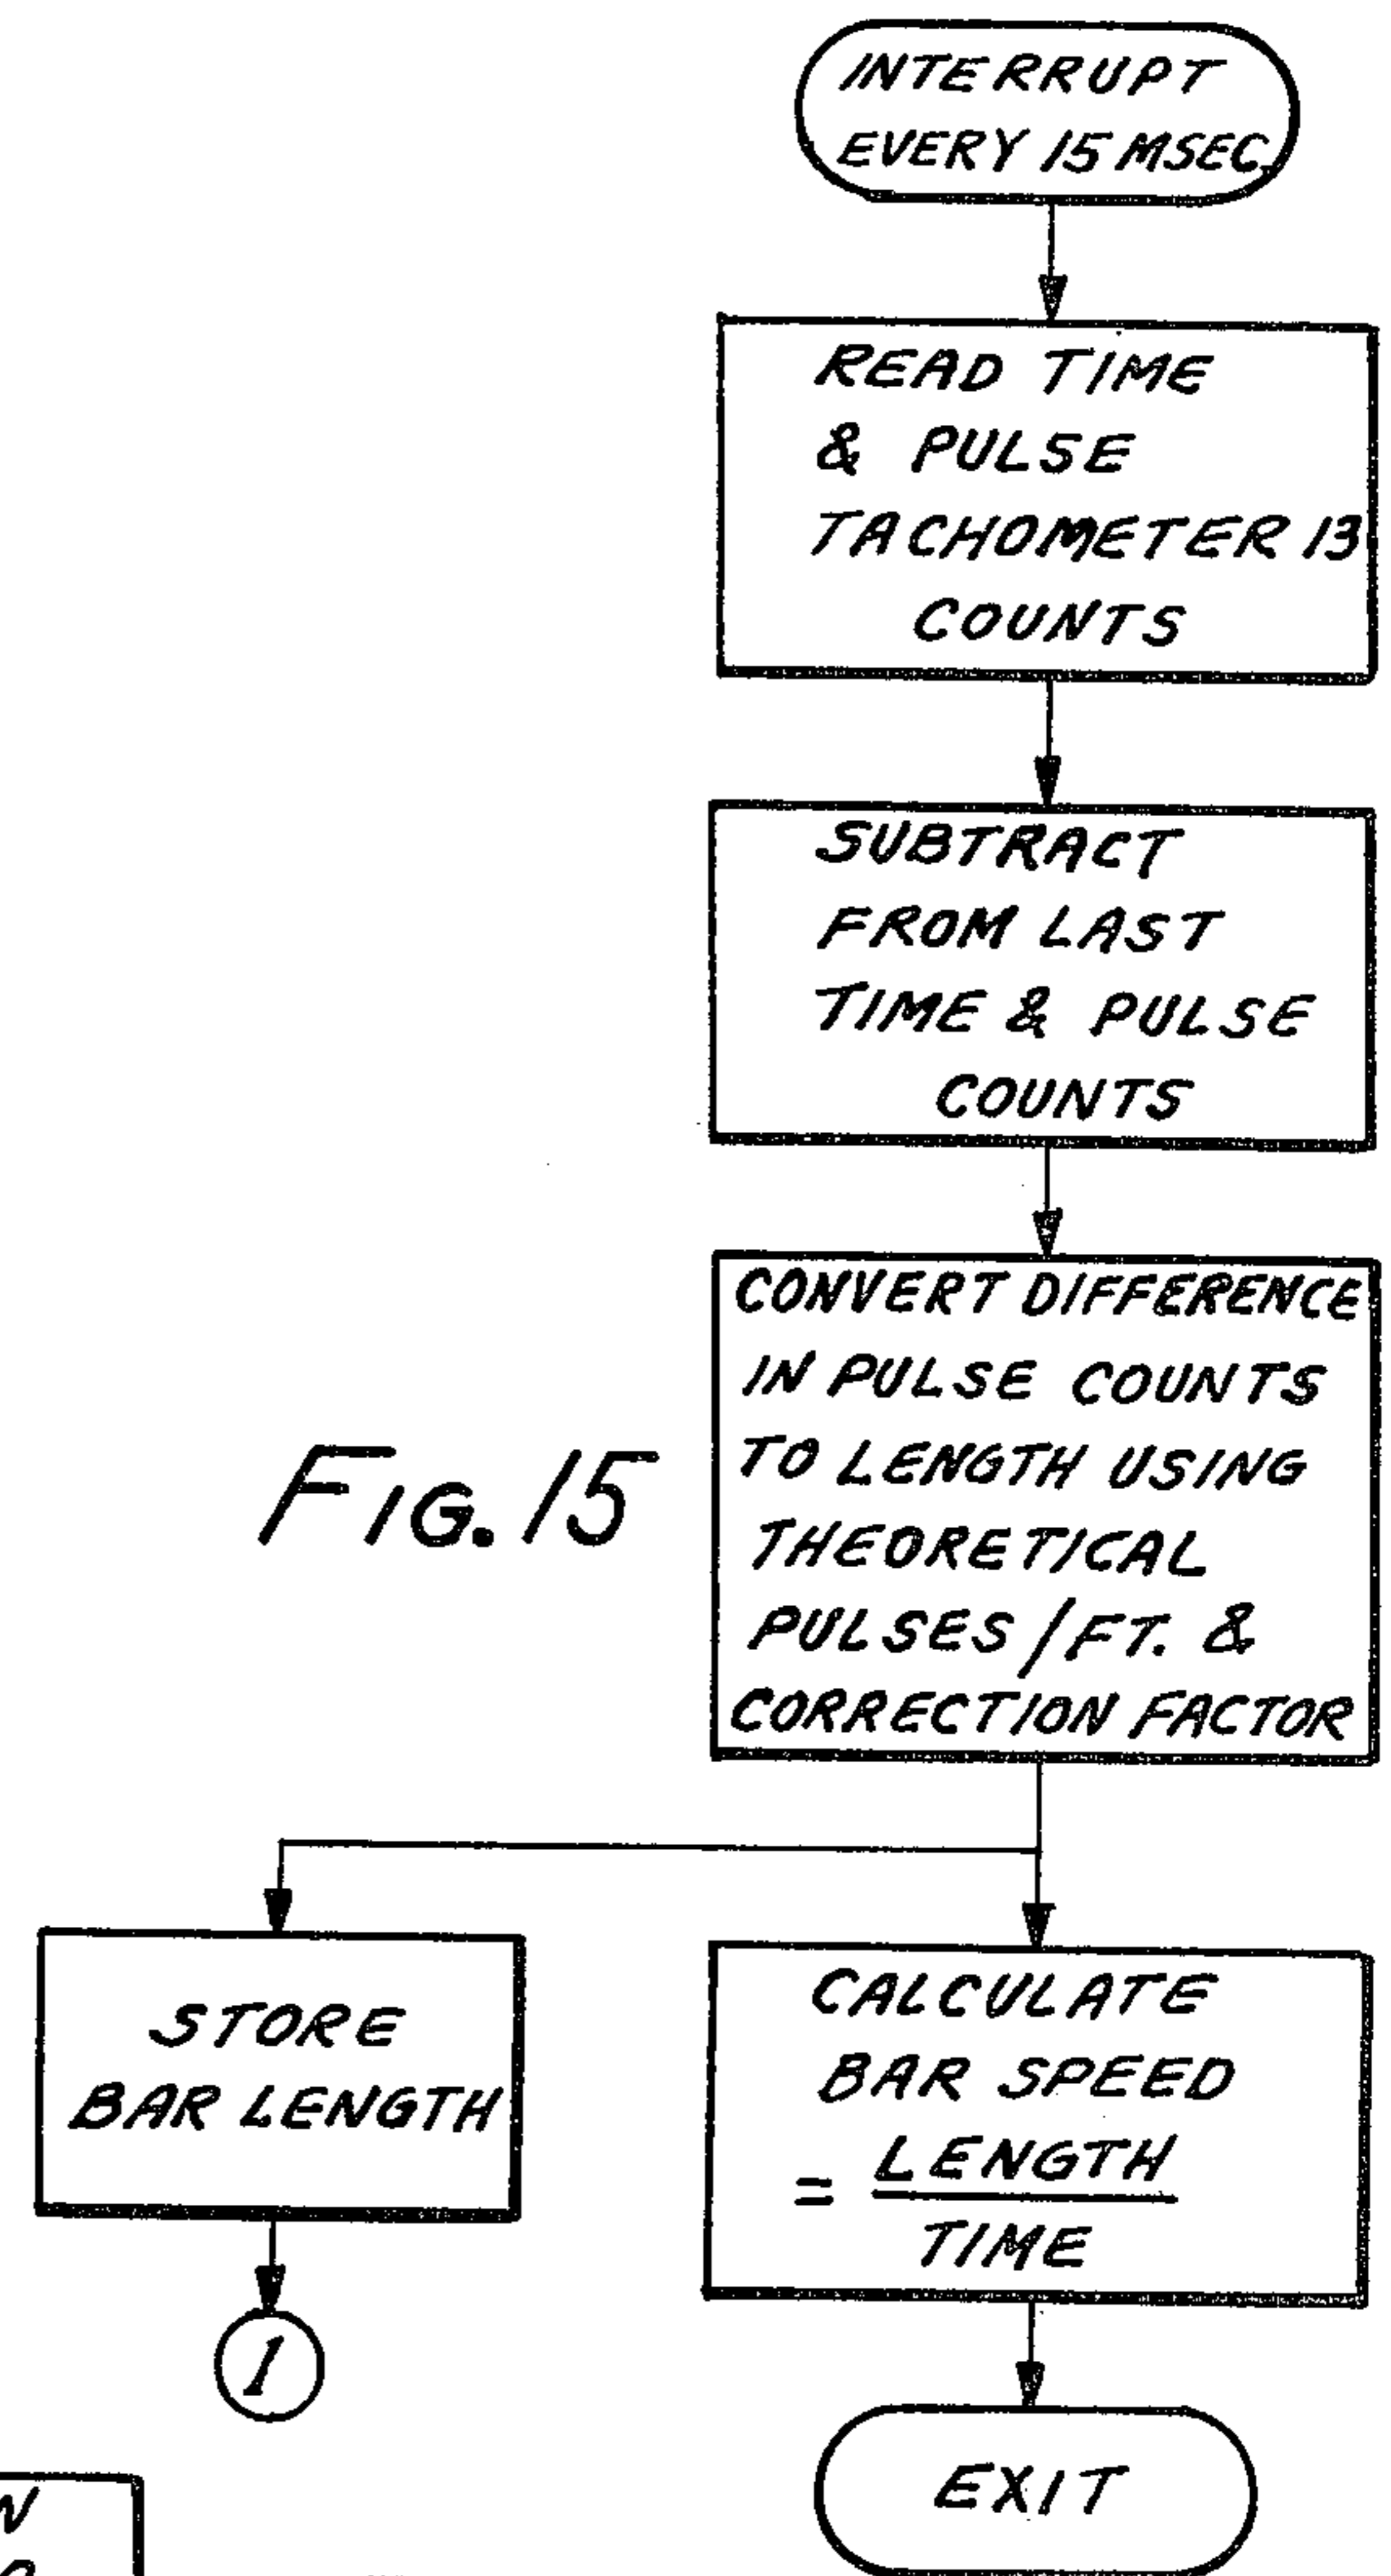 INTERRUPT
EVERY 15 MSEC.
READ TIME
& PULSE
TACHOMETER 13
COUNTS
SUBTRACT
FROM LAST
TIME & PULSE
COUNTS
CONVERT DIFFERENCE
IN PULSE COUNTS
TO LENGTH USING
THEORETICAL
PULSES/FT. &
CORRECTION FACTOR
FIG. 15
STORE
BAR LENGTH
1
CALCULATE
BAR SPEED
= LENGTH
TIME
EXIT